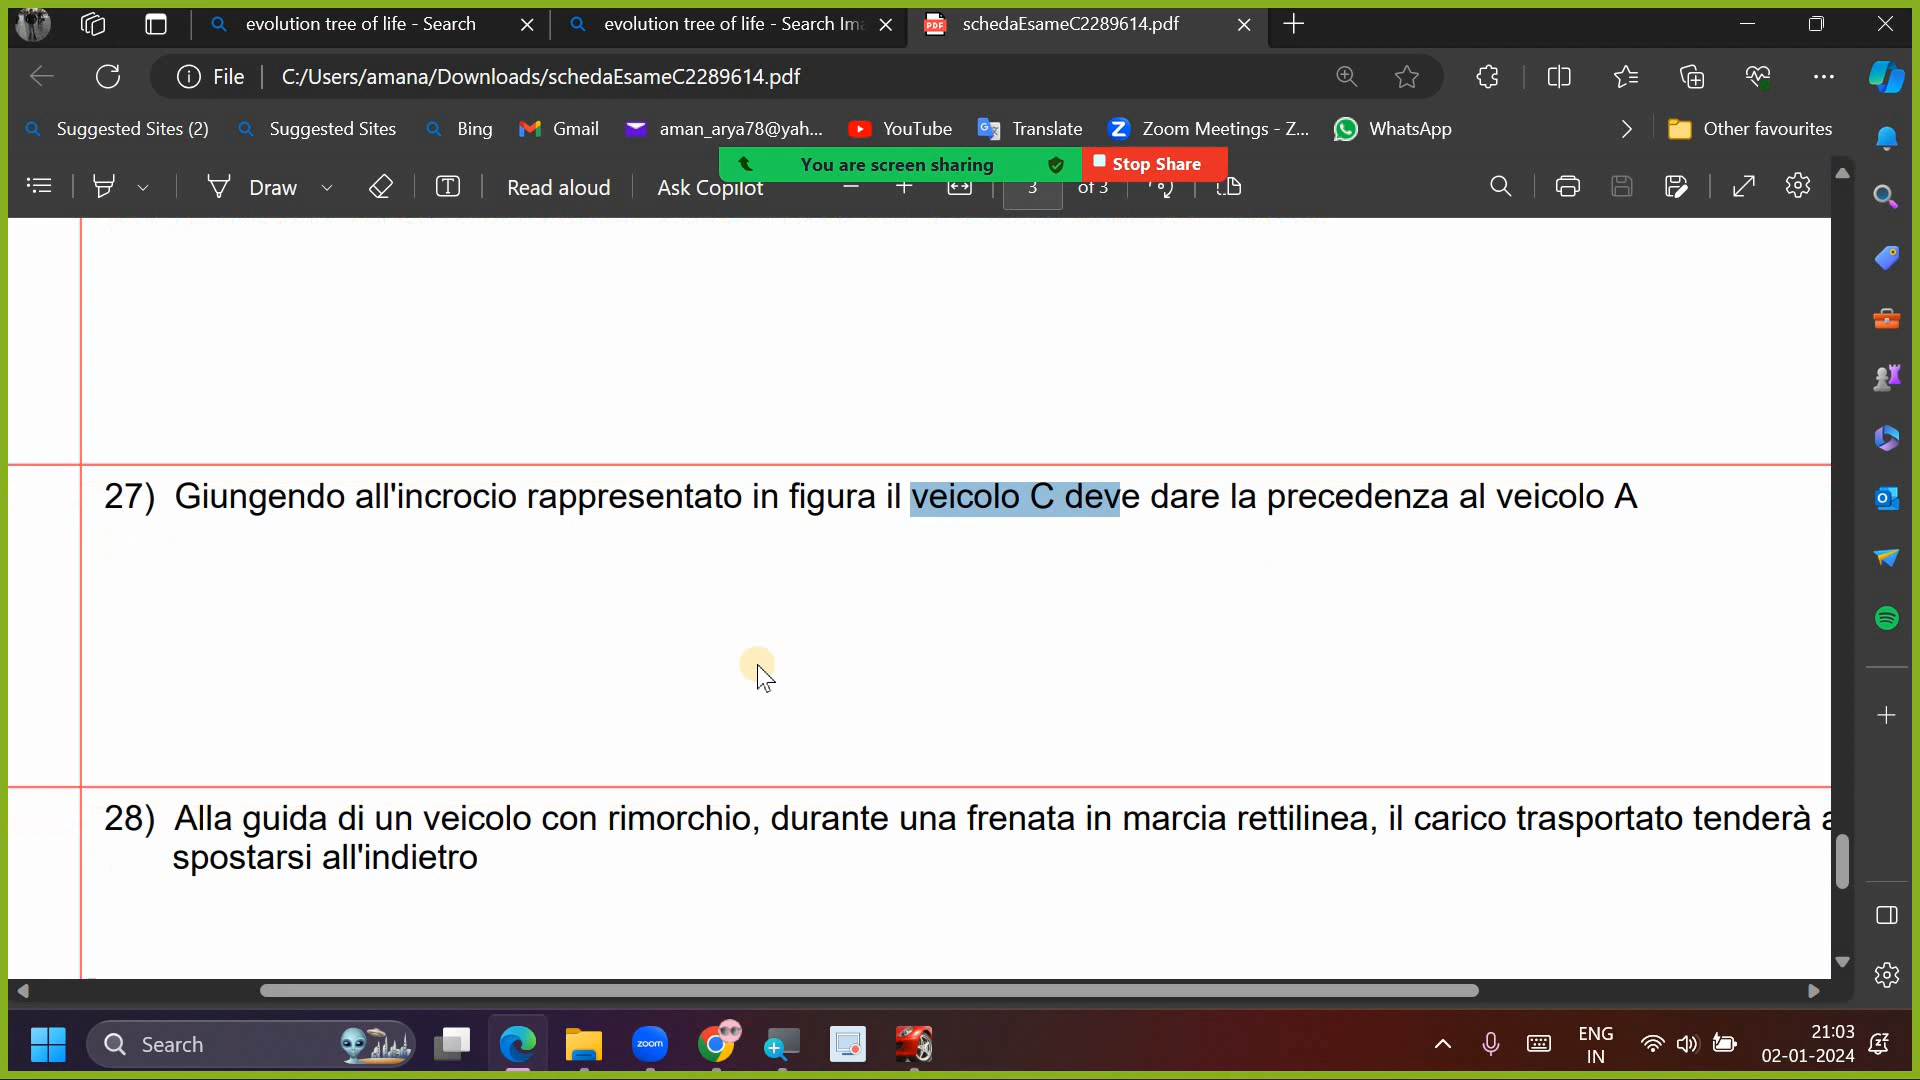 evolution tree of life - Search
evolution tree of life - Search Ima
PDF schedaEsameC2289614.pdf
File C:/Users/amana/Downloads/schedaEsameC2289614.pdf
Suggested Sites (2) Suggested Sites Bing Gmail aman_arya78@yah... YouTube Translate Zoom Meetings - Z... WhatsApp Other favourites
You are screen sharing Stop Share
Draw Read aloud Ask Copilot 3 of 3
27) Giungendo all'incrocio rappresentato in figura il veicolo C deve dare la precedenza al veicolo A
28) Alla guida di un veicolo con rimorchio, durante una frenata in marcia rettilinea, il carico trasportato tenderà a
spostarsi all'indietro
Search zoom ENG 21:03
IN 02-01-2024